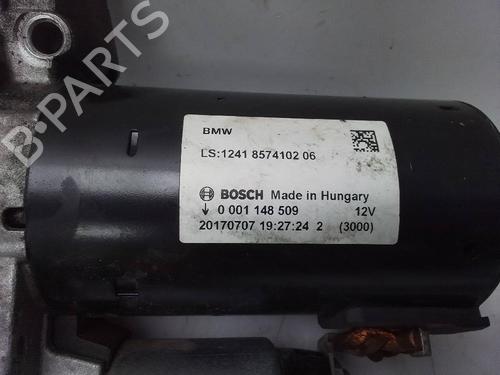 BMW
LS:1241 8574102 06
BOSCH Made in Hungary
↓ 0 001 148 509 12V
20170707 19:27:24 2 (3000)
B-PARTS